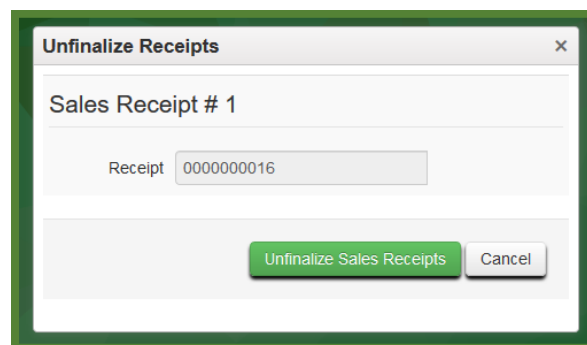 Unfinalize Receipts ×
Sales Receipt # 1
Receipt 0000000016
Unfinalize Sales Receipts Cancel